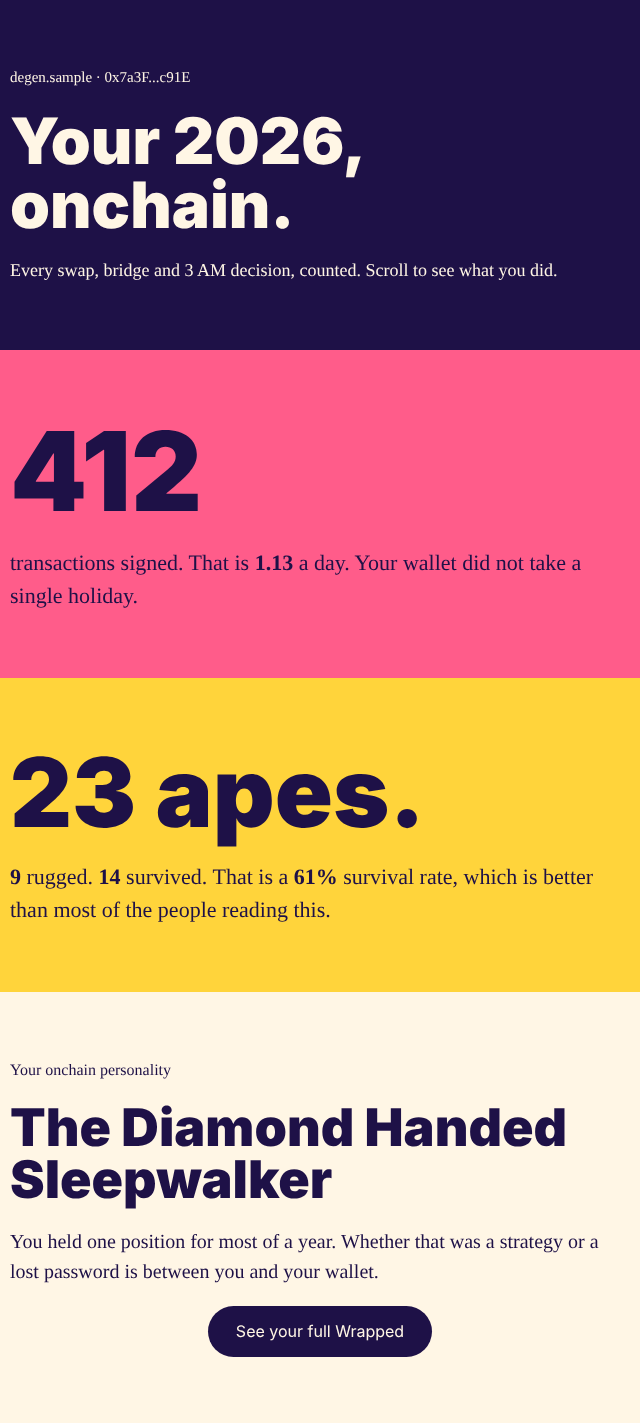 degen.sample · 0x7a3F...c91E
Your 2026,
onchain.
Every swap, bridge and 3 AM decision, counted. Scroll to see what you did.
412
transactions signed. That is 1.13 a day. Your wallet did not take a
single holiday.
23 apes.
9 rugged. 14 survived. That is a 61% survival rate, which is better
than most of the people reading this.
Your onchain personality
The Diamond Handed
Sleepwalker
You held one position for most of a year. Whether that was a strategy or a
lost password is between you and your wallet.
See your full Wrapped